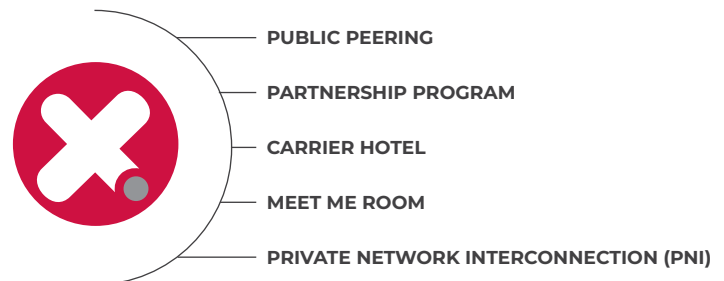 PUBLIC PEERING
PARTNERSHIP PROGRAM
CARRIER HOTEL
MEET ME ROOM
PRIVATE NETWORK INTERCONNECTION (PNI)